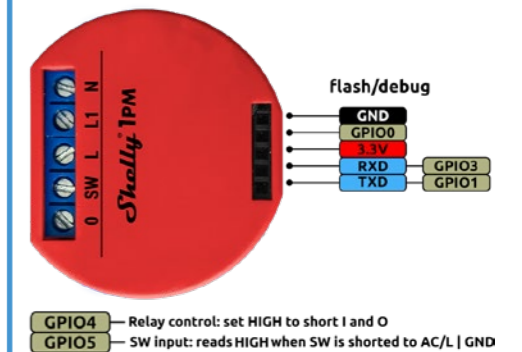 flash/debug
GND
GPIO0
3.3V
RXD GPIO3
TXD GPIO1
N
L1
L
SW
O
Shelly® 1PM
GPIO4 Relay control: set HIGH to short I and O
GPIO5 SW input: reads HIGH when SW is shorted to AC/L | GND